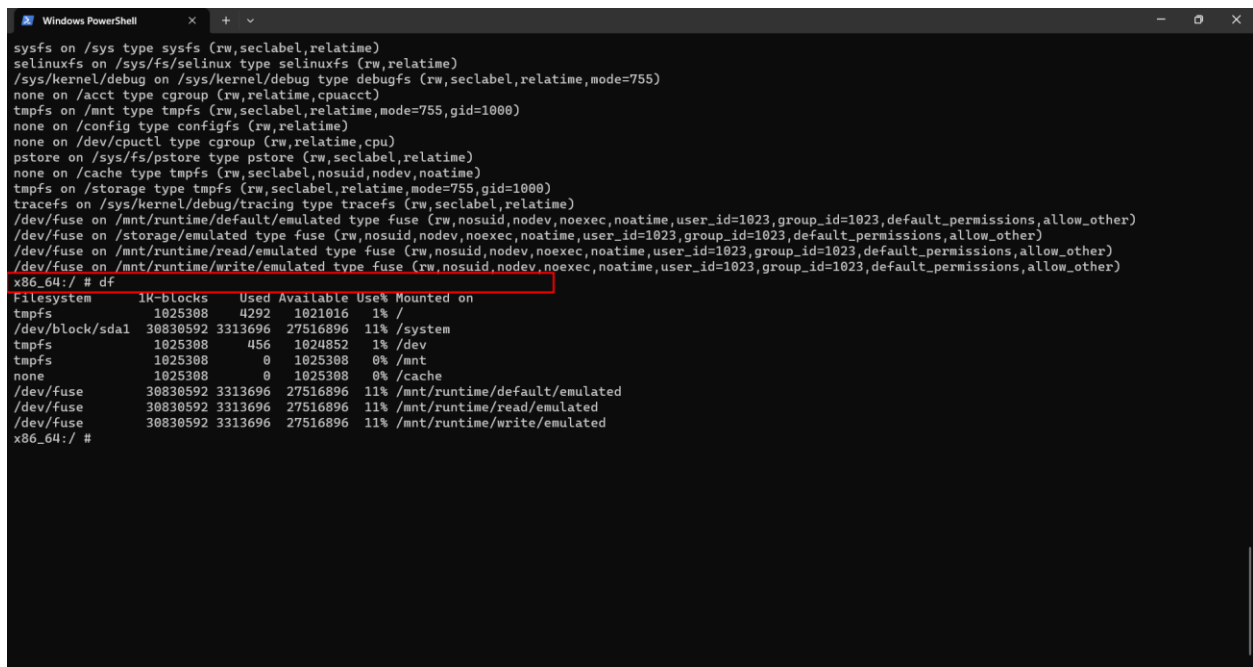 Windows PowerShell
sysfs on /sys type sysfs (rw,seclabel,relatime)
selinuxfs on /sys/fs/selinux type selinuxfs (rw,relatime)
/sys/kernel/debug on /sys/kernel/debug type debugfs (rw,seclabel,relatime,mode=755)
none on /acct type cgroup (rw,relatime,cpuacct)
tmpfs on /mnt type tmpfs (rw,seclabel,relatime,mode=755,gid=1000)
none on /config type configfs (rw,relatime)
none on /dev/cpuctl type cgroup (rw,relatime,cpu)
pstore on /sys/fs/pstore type pstore (rw,seclabel,relatime)
none on /cache type tmpfs (rw,seclabel,nosuid,nodev,noatime)
tmpfs on /storage type tmpfs (rw,seclabel,relatime,mode=755,gid=1000)
tracefs on /sys/kernel/debug/tracing type tracefs (rw,seclabel,relatime)
/dev/fuse on /mnt/runtime/default/emulated type fuse (rw,nosuid,nodev,noexec,noatime,user_id=1023,group_id=1023,default_permissions,allow_other)
/dev/fuse on /storage/emulated type fuse (rw,nosuid,nodev,noexec,noatime,user_id=1023,group_id=1023,default_permissions,allow_other)
/dev/fuse on /mnt/runtime/read/emulated type fuse (rw,nosuid,nodev,noexec,noatime,user_id=1023,group_id=1023,default_permissions,allow_other)
/dev/fuse on /mnt/runtime/write/emulated type fuse (rw,nosuid,nodev,noexec,noatime,user_id=1023,group_id=1023,default_permissions,allow_other)
x86_64:/ # df
Filesystem 1K-blocks Used Available Use% Mounted on
tmpfs 1025308 4292 1021016 1% /
/dev/block/sda1 30830592 3313696 27516896 11% /system
tmpfs 1025308 456 1024852 1% /dev
tmpfs 1025308 0 1025308 0% /mnt
none 1025308 0 1025308 0% /cache
/dev/fuse 30830592 3313696 27516896 11% /mnt/runtime/default/emulated
/dev/fuse 30830592 3313696 27516896 11% /mnt/runtime/read/emulated
/dev/fuse 30830592 3313696 27516896 11% /mnt/runtime/write/emulated
x86_64:/ #